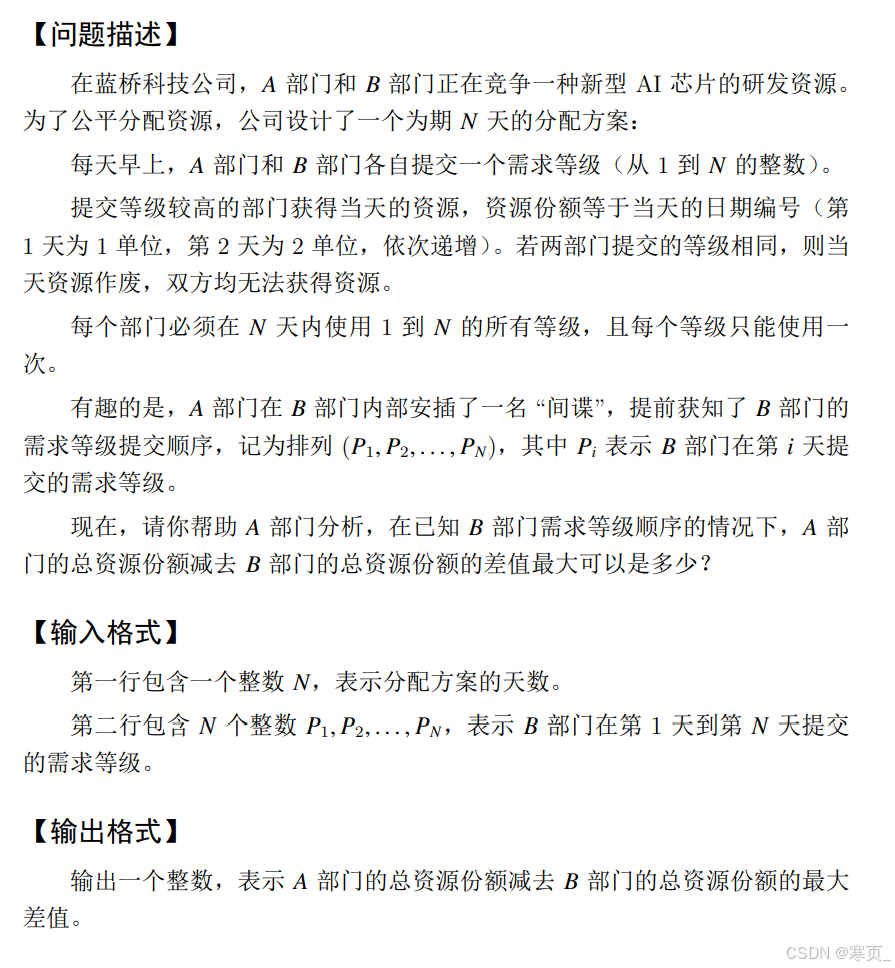 【问题描述】
在蓝桥科技公司，A 部门和 B 部门正在竞争一种新型 AI 芯片的研发资源。
为了公平分配资源，公司设计了一个为期 N 天的分配方案：
每天早上，A 部门和 B 部门各自提交一个需求等级（从 1 到 N 的整数）。
提交等级较高的部门获得当天的资源，资源份额等于当天的日期编号（第
1 天为 1 单位，第 2 天为 2 单位，依次递增）。若两部门提交的等级相同，则当
天资源作废，双方均无法获得资源。
每个部门必须在 N 天内使用 1 到 N 的所有等级，且每个等级只能使用一
次。
有趣的是，A 部门在 B 部门内部安插了一名 “间谍”，提前获知了 B 部门的
需求等级提交顺序，记为排列 (P₁, P₂, . . . , P_N)，其中 P_i 表示 B 部门在第 i 天提
交的需求等级。
现在，请你帮助 A 部门分析，在已知 B 部门需求等级顺序的情况下，A 部
门的总资源份额减去 B 部门的总资源份额的差值最大可以是多少？
【输入格式】
第一行包含一个整数 N，表示分配方案的天数。
第二行包含 N 个整数 P₁, P₂, . . . , P_N，表示 B 部门在第 1 天到第 N 天提交
的需求等级。
【输出格式】
输出一个整数，表示 A 部门的总资源份额减去 B 部门的总资源份额的最大
差值。
CSDN @寒页_